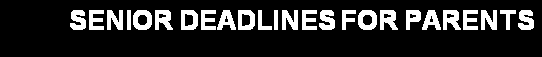 SENIOR DEADLINES FOR PARENTS